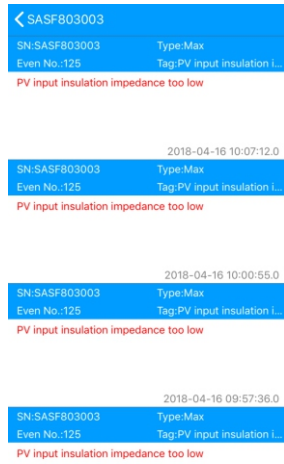 SASF803003
SN:SASF803003 Type:Max
Even No.:125 Tag:PV input insulation i...
PV input insulation impedance too low
2018-04-16 10:07:12.0
SN:SASF803003 Type:Max
Even No.:125 Tag:PV input insulation i...
PV input insulation impedance too low
2018-04-16 10:00:55.0
SN:SASF803003 Type:Max
Even No.:125 Tag:PV input insulation i...
PV input insulation impedance too low
2018-04-16 09:57:36.0
SN:SASF803003 Type:Max
Even No.:125 Tag:PV input insulation i...
PV input insulation impedance too low